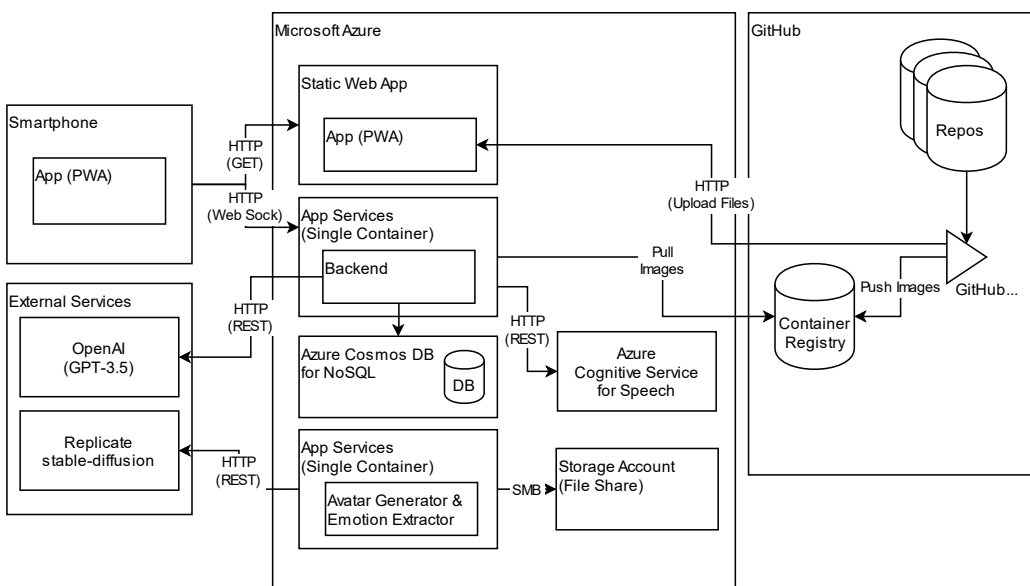 Microsoft Azure
GitHub
Static Web App
App (PWA)
Repos
Smartphone
App (PWA)
HTTP
(GET)
HTTP
(Web Sock)
HTTP
(Upload Files)
App Services
(Single Container)
Backend
Pull
Images
Push Images
GitHub...
Container
Registry
External Services
OpenAI
(GPT-3.5)
HTTP
(REST)
HTTP
(REST)
Azure Cosmos DB
for NoSQL
DB
Azure
Cognitive Service
for Speech
Replicate
stable-diffusion
HTTP
(REST)
App Services
(Single Container)
Avatar Generator &
Emotion Extractor
SMB
Storage Account
(File Share)